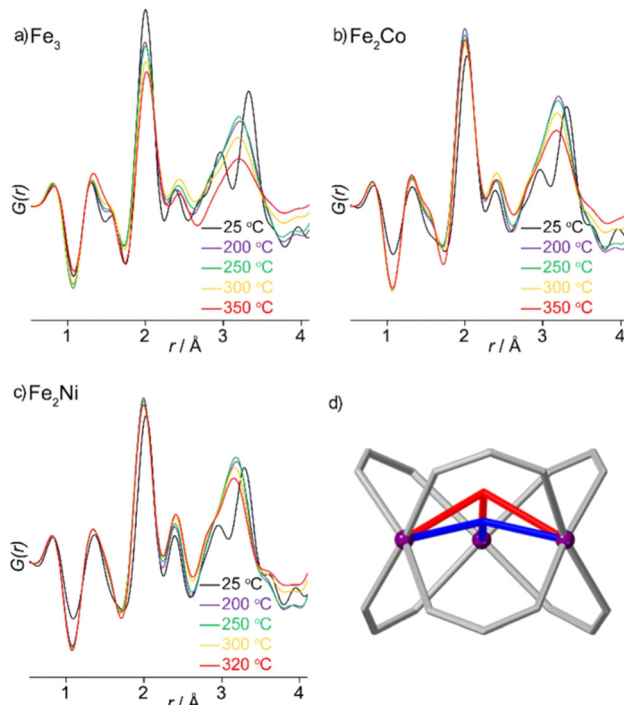 a) Fe₃
G(r)
25 °C
200 °C
250 °C
300 °C
350 °C
1 2 3 4
r / Å
b) Fe₂Co
G(r)
25 °C
200 °C
250 °C
300 °C
350 °C
1 2 3 4
r / Å
c) Fe₂Ni
G(r)
25 °C
200 °C
250 °C
300 °C
320 °C
1 2 3 4
r / Å
d)